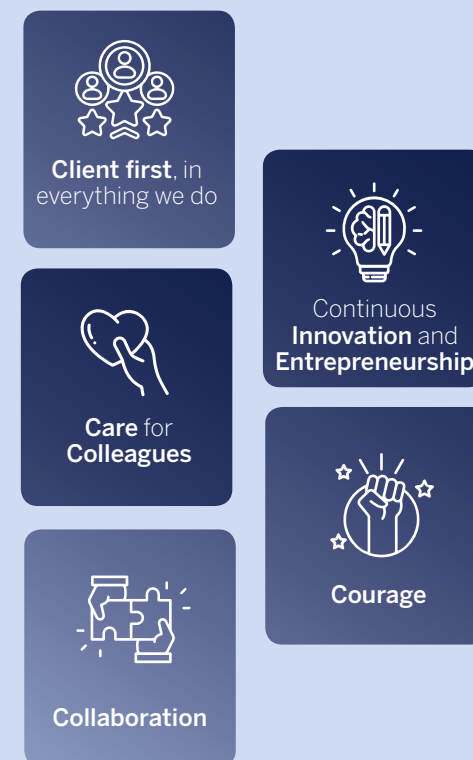 Client first, in
everything we do
Continuous
Innovation and
Entrepreneurship
Care for
Colleagues
Courage
Collaboration